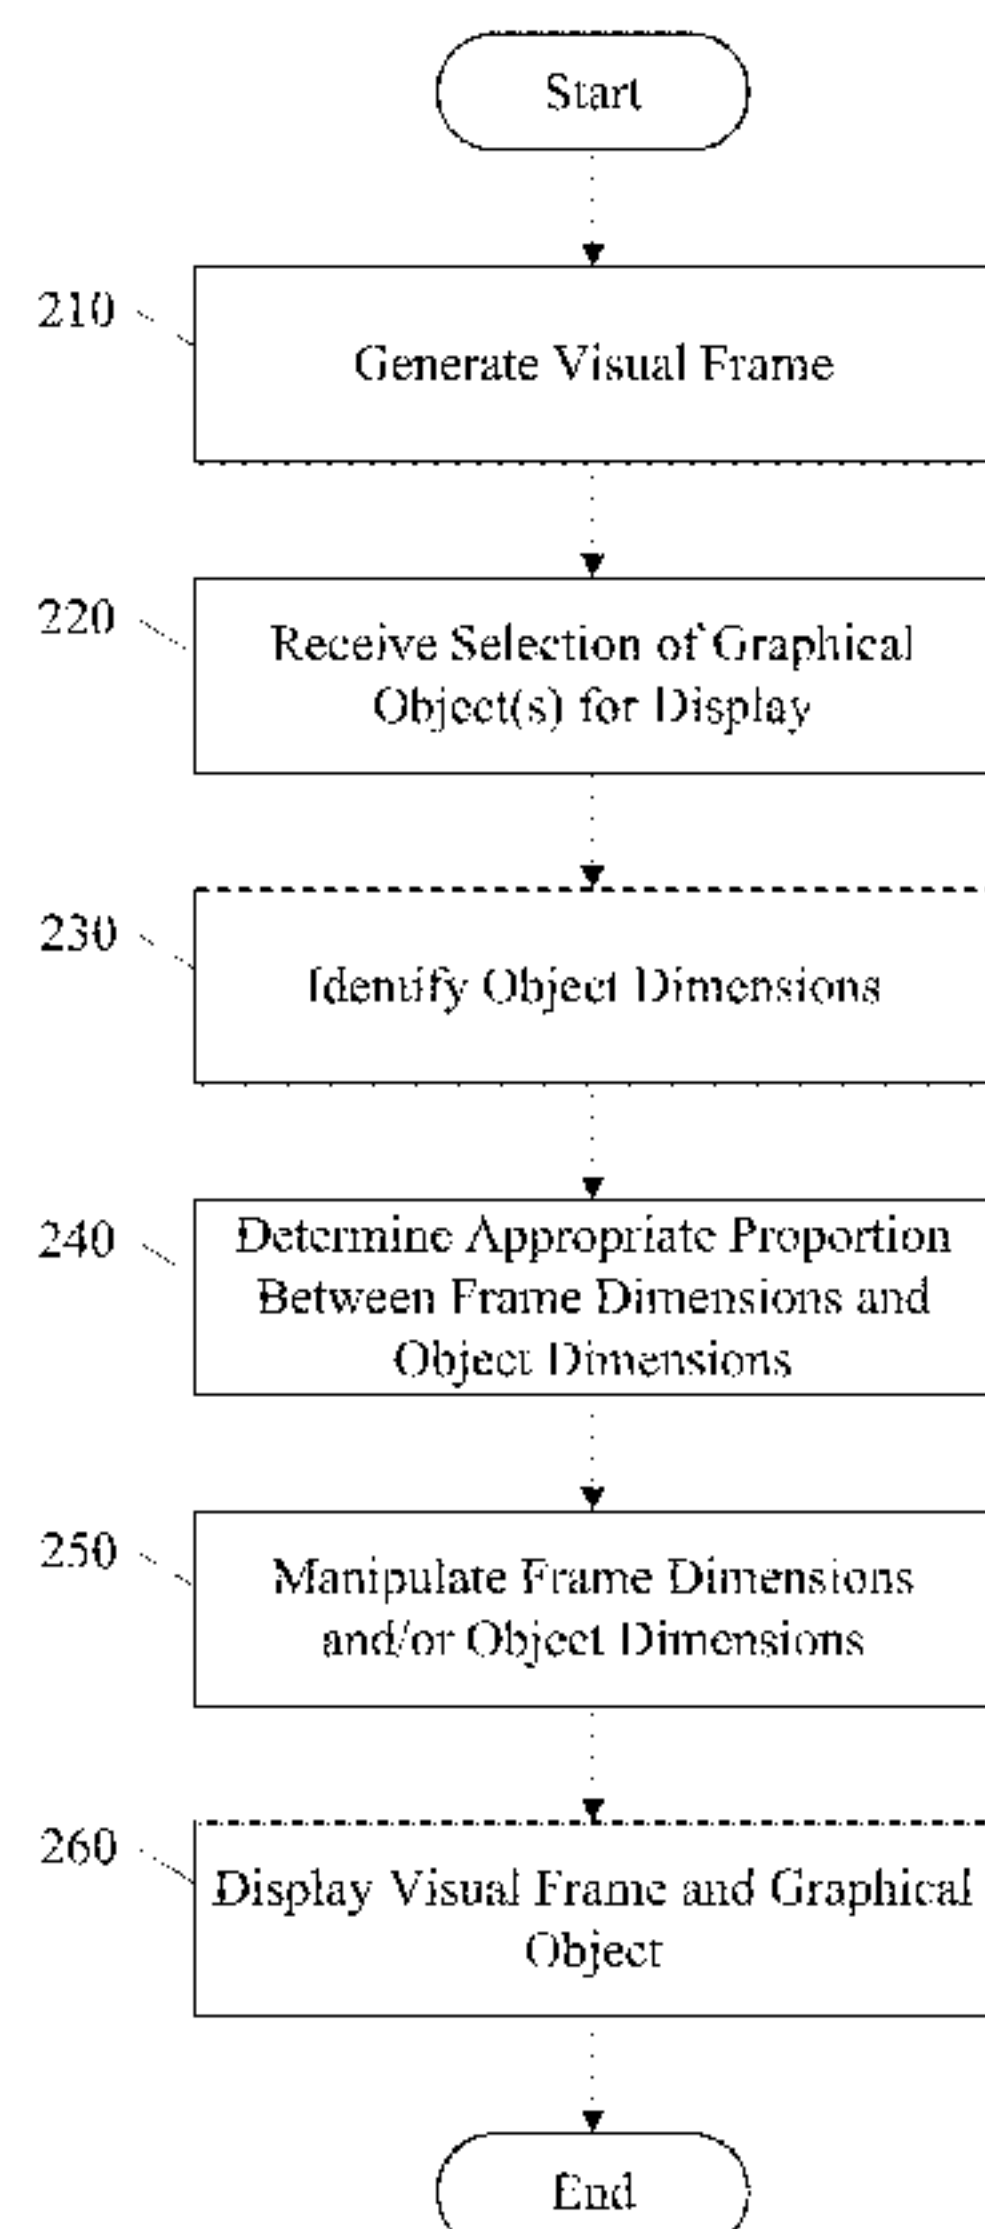 Start
210
Generate Visual Frame
220
Receive Selection of Graphical
Object(s) for Display
230
Identify Object Dimensions
240
Determine Appropriate Proportion
Between Frame Dimensions and
Object Dimensions
250
Manipulate Frame Dimensions
and/or Object Dimensions
260
Display Visual Frame and Graphical
Object
End